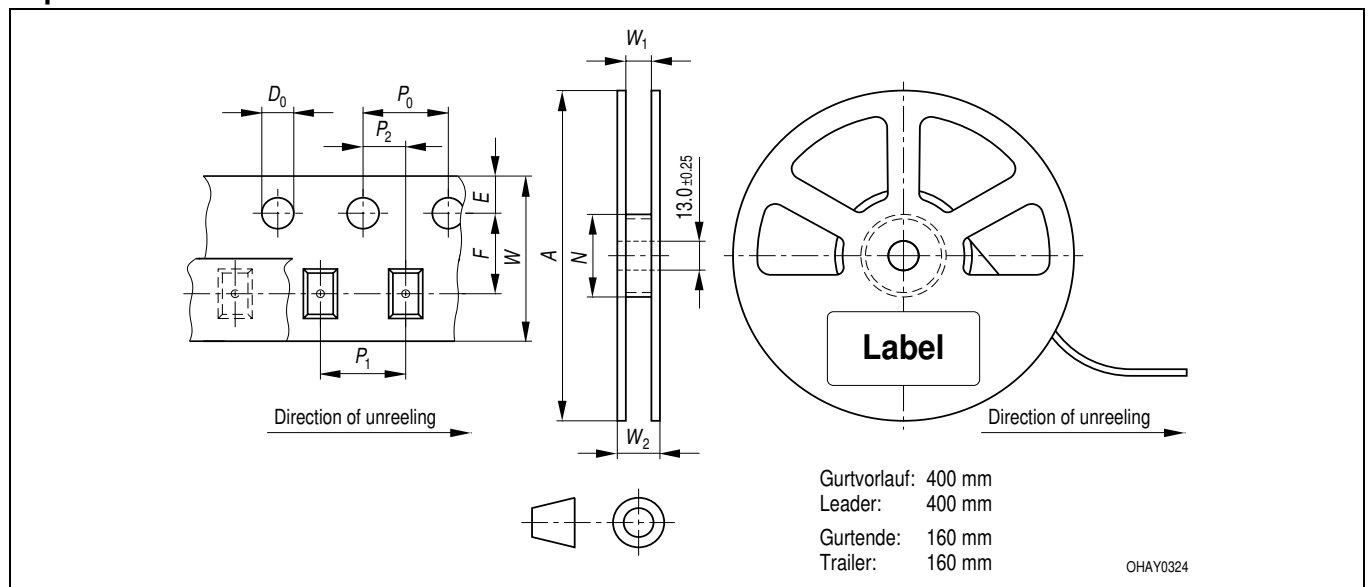 W₁
D₀
P₀
P₂
E
F
W
A
N
13.0 ±0.25
P₁
Label
Direction of unreeling
W₂
Direction of unreeling
Gurtvorlauf: 400 mm
Leader: 400 mm
Gurtende: 160 mm
Trailer: 160 mm
OHAY0324